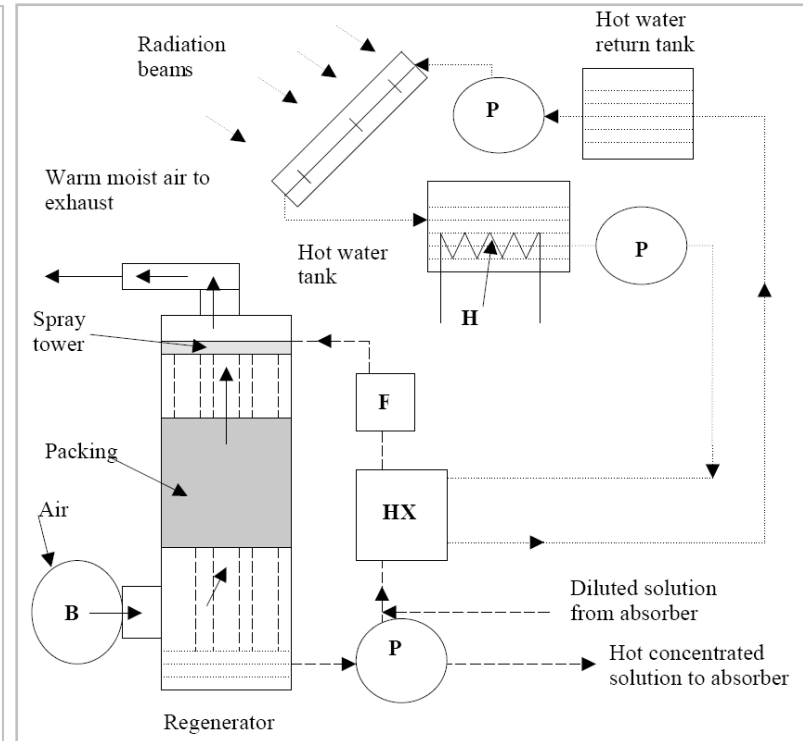 Radiation
beams
Hot water
return tank
P
Warm moist air to
exhaust
Hot water
tank
P
H
Spray
tower
F
Packing
HX
Air
B
Diluted solution
from absorber
P
Hot concentrated
solution to absorber
Regenerator